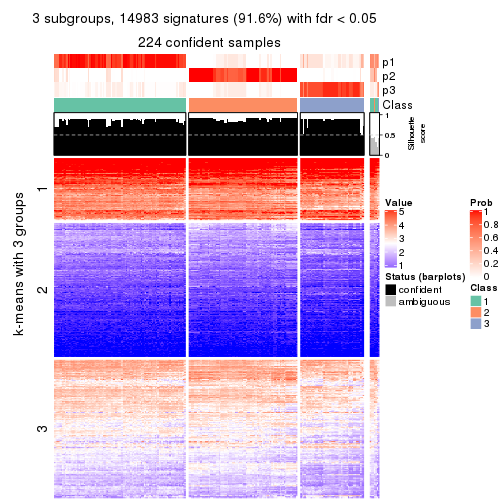 3 subgroups, 14983 signatures (91.6%) with fdr < 0.05
224 confident samples
p1
p2
p3
Class
1
0.5
0
Silhouette
score
k-means with 3 groups
1
2
3
Value
5
4
3
2
1
Status (barplots)
confident
ambiguous
Prob
1
0.8
0.6
0.4
0.2
0
Class
1
2
3